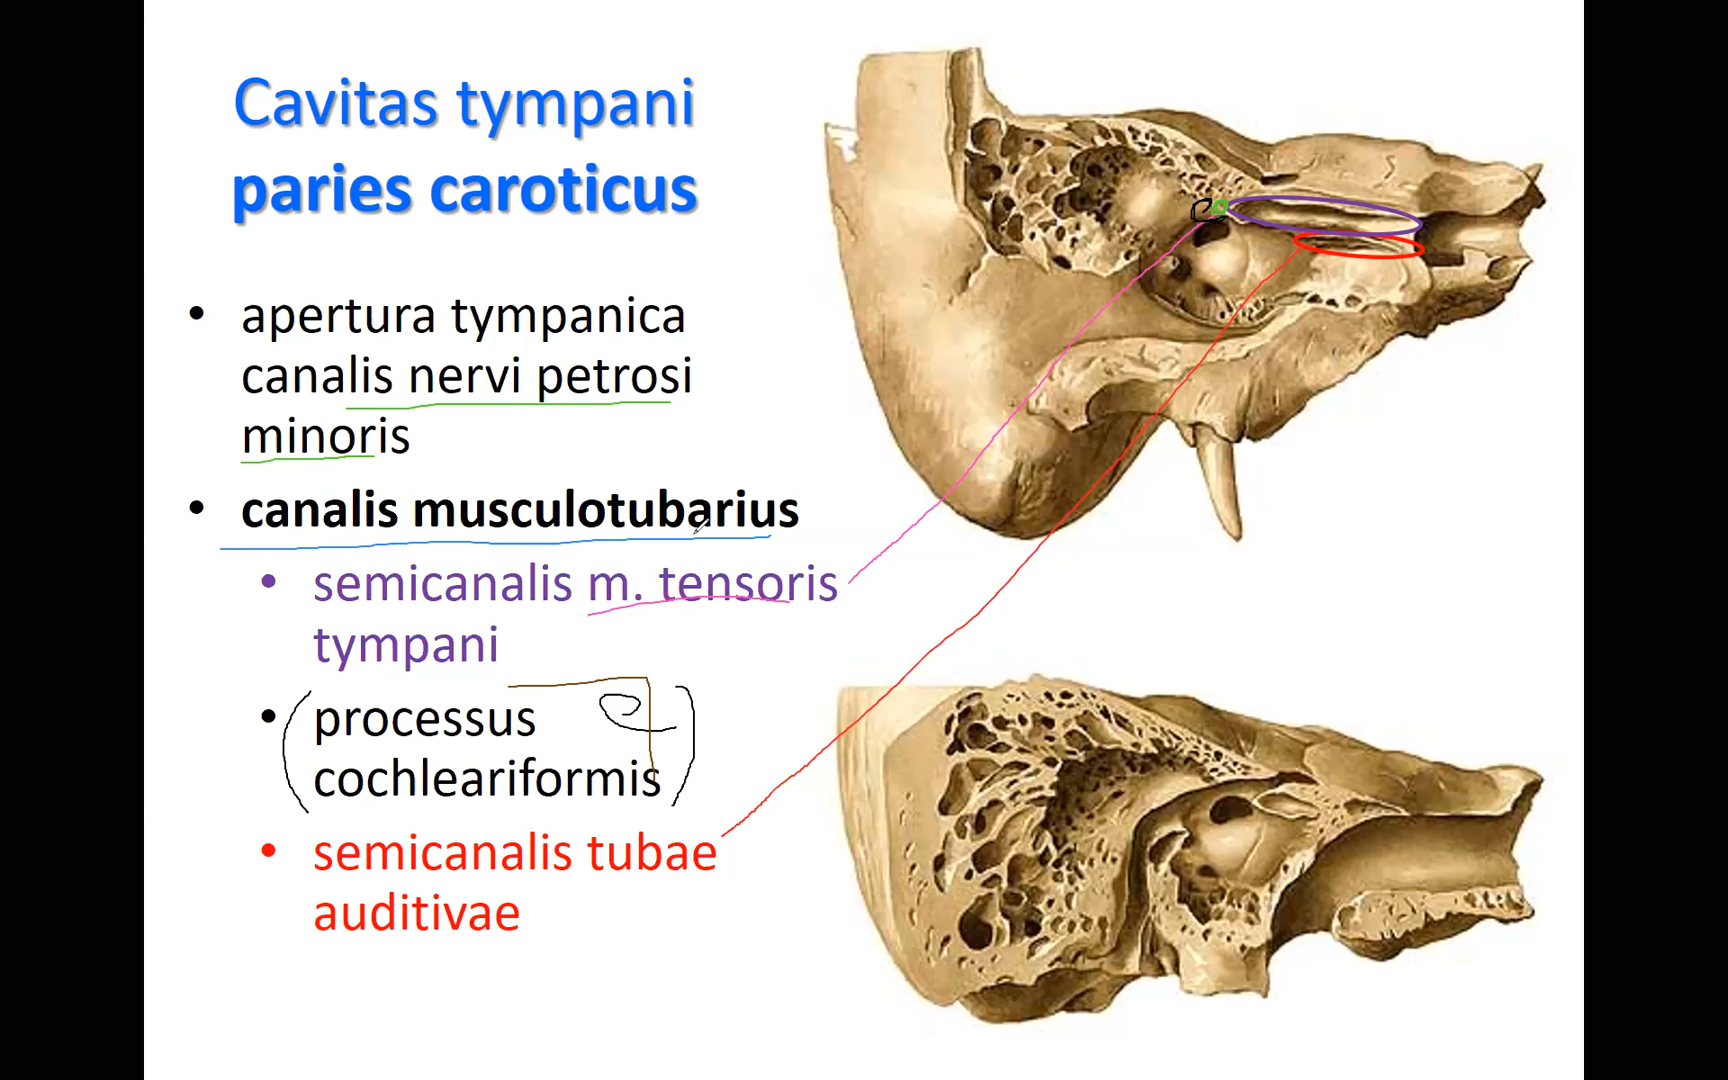 Cavitas tympani
paries caroticus
• apertura tympanica
canalis nervi petrosi
minoris
• canalis musculotubarius
• semicanalis m. tensoris
tympani
• processus
cochleariformis
• semicanalis tubae
auditivae